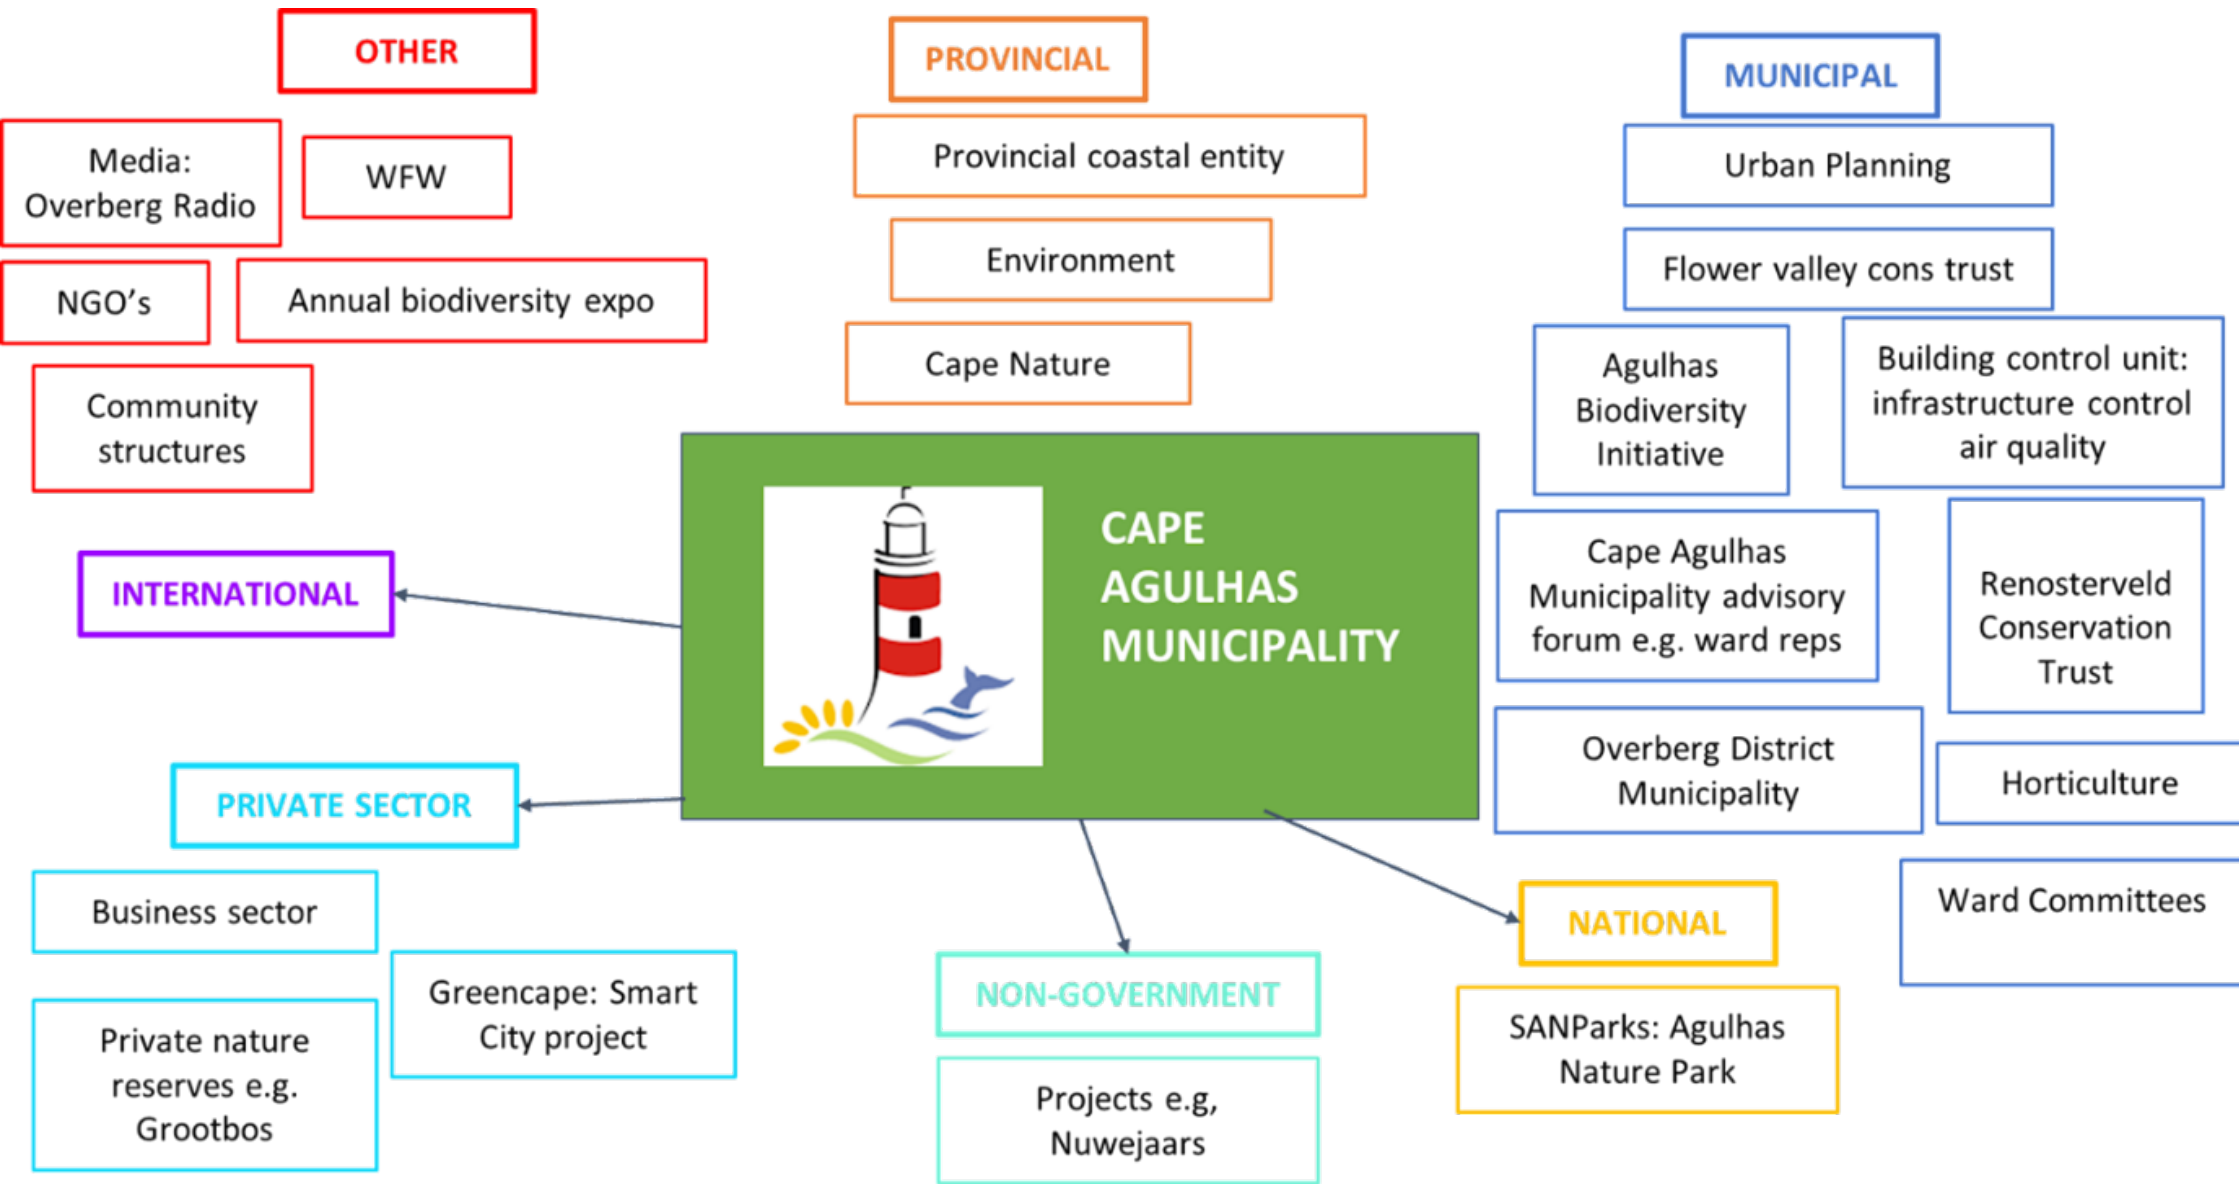 OTHER
Media:
Overberg Radio
WFW
NGO’s
Annual biodiversity expo
Community
structures
PROVINCIAL
Provincial coastal entity
Environment
Cape Nature
MUNICIPAL
Urban Planning
Flower valley cons trust
Agulhas
Biodiversity
Initiative
Building control unit:
infrastructure control
air quality
Cape Agulhas
Municipality advisory
forum e.g. ward reps
Renosterveld
Conservation
Trust
Overberg District
Municipality
Horticulture
Ward Committees
CAPE
AGULHAS
MUNICIPALITY
INTERNATIONAL
PRIVATE SECTOR
Business sector
Greencape: Smart
City project
Private nature
reserves e.g.
Grootbos
NON-GOVERNMENT
Projects e.g,
Nuwejaars
NATIONAL
SANParks: Agulhas
Nature Park